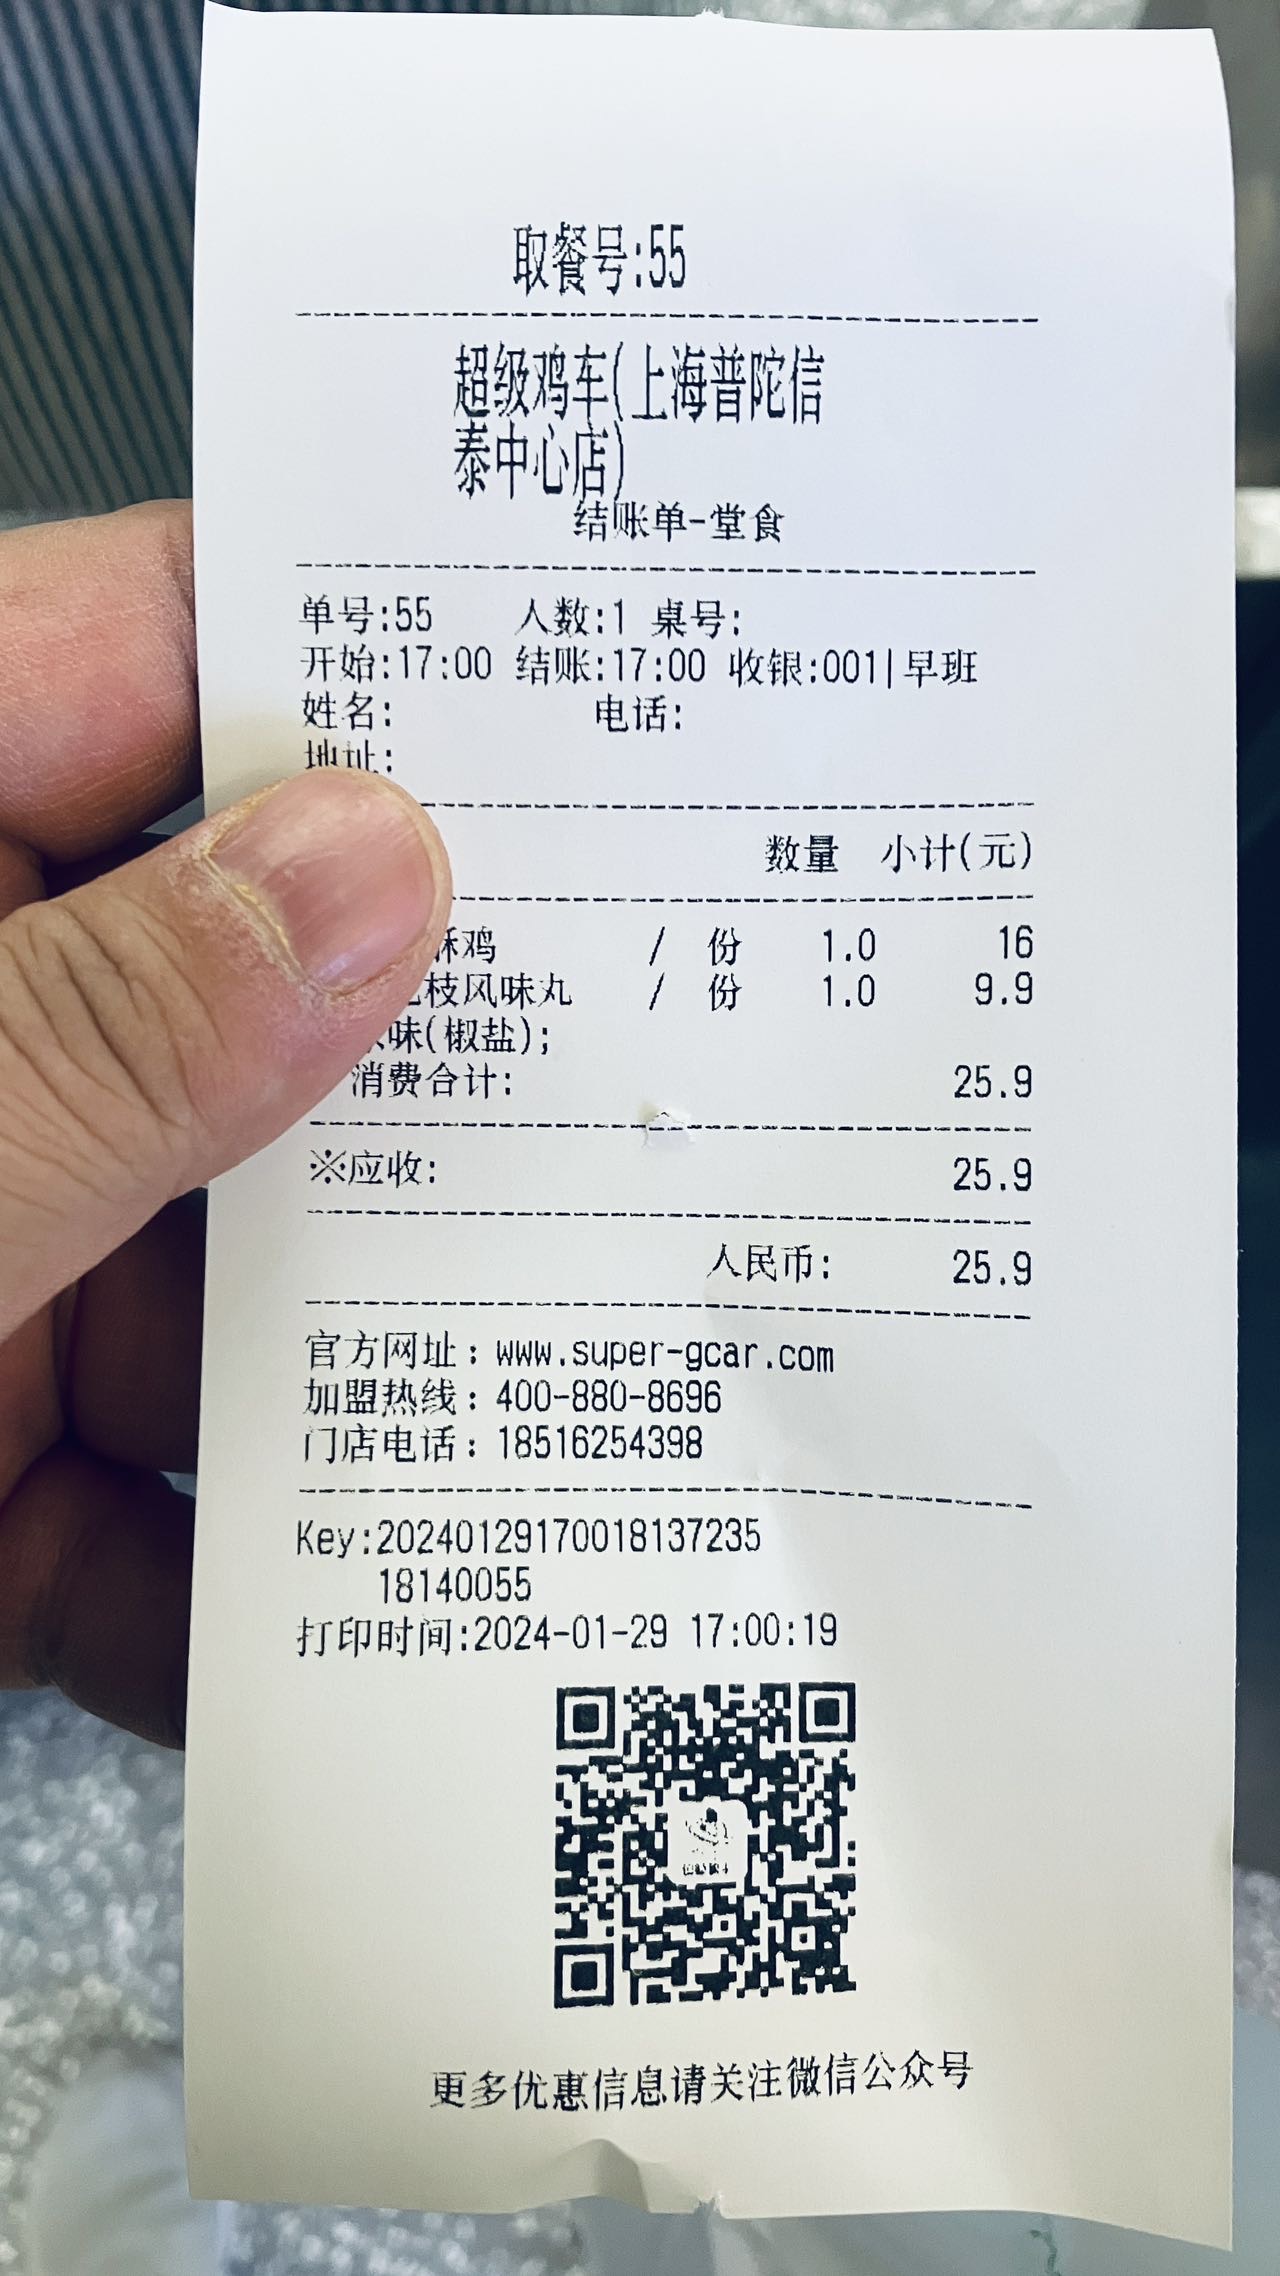 取餐号:55
超级鸡车(上海普陀信
泰中心店)
结账单-堂食
单号:55 人数:1 桌号:
开始:17:00 结账:17:00 收银:001|早班
姓名: 电话:
地址:
数量 小计(元)
酥鸡 / 份 1.0 16
枝风味丸 / 份 1.0 9.9
味(椒盐);
消费合计: 25.9
※应收: 25.9
人民币: 25.9
官方网址：www.super-gcar.com
加盟热线：400-880-8696
门店电话：18516254398
Key:20240129170018137235
18140055
打印时间:2024-01-29 17:00:19
更多优惠信息请关注微信公众号